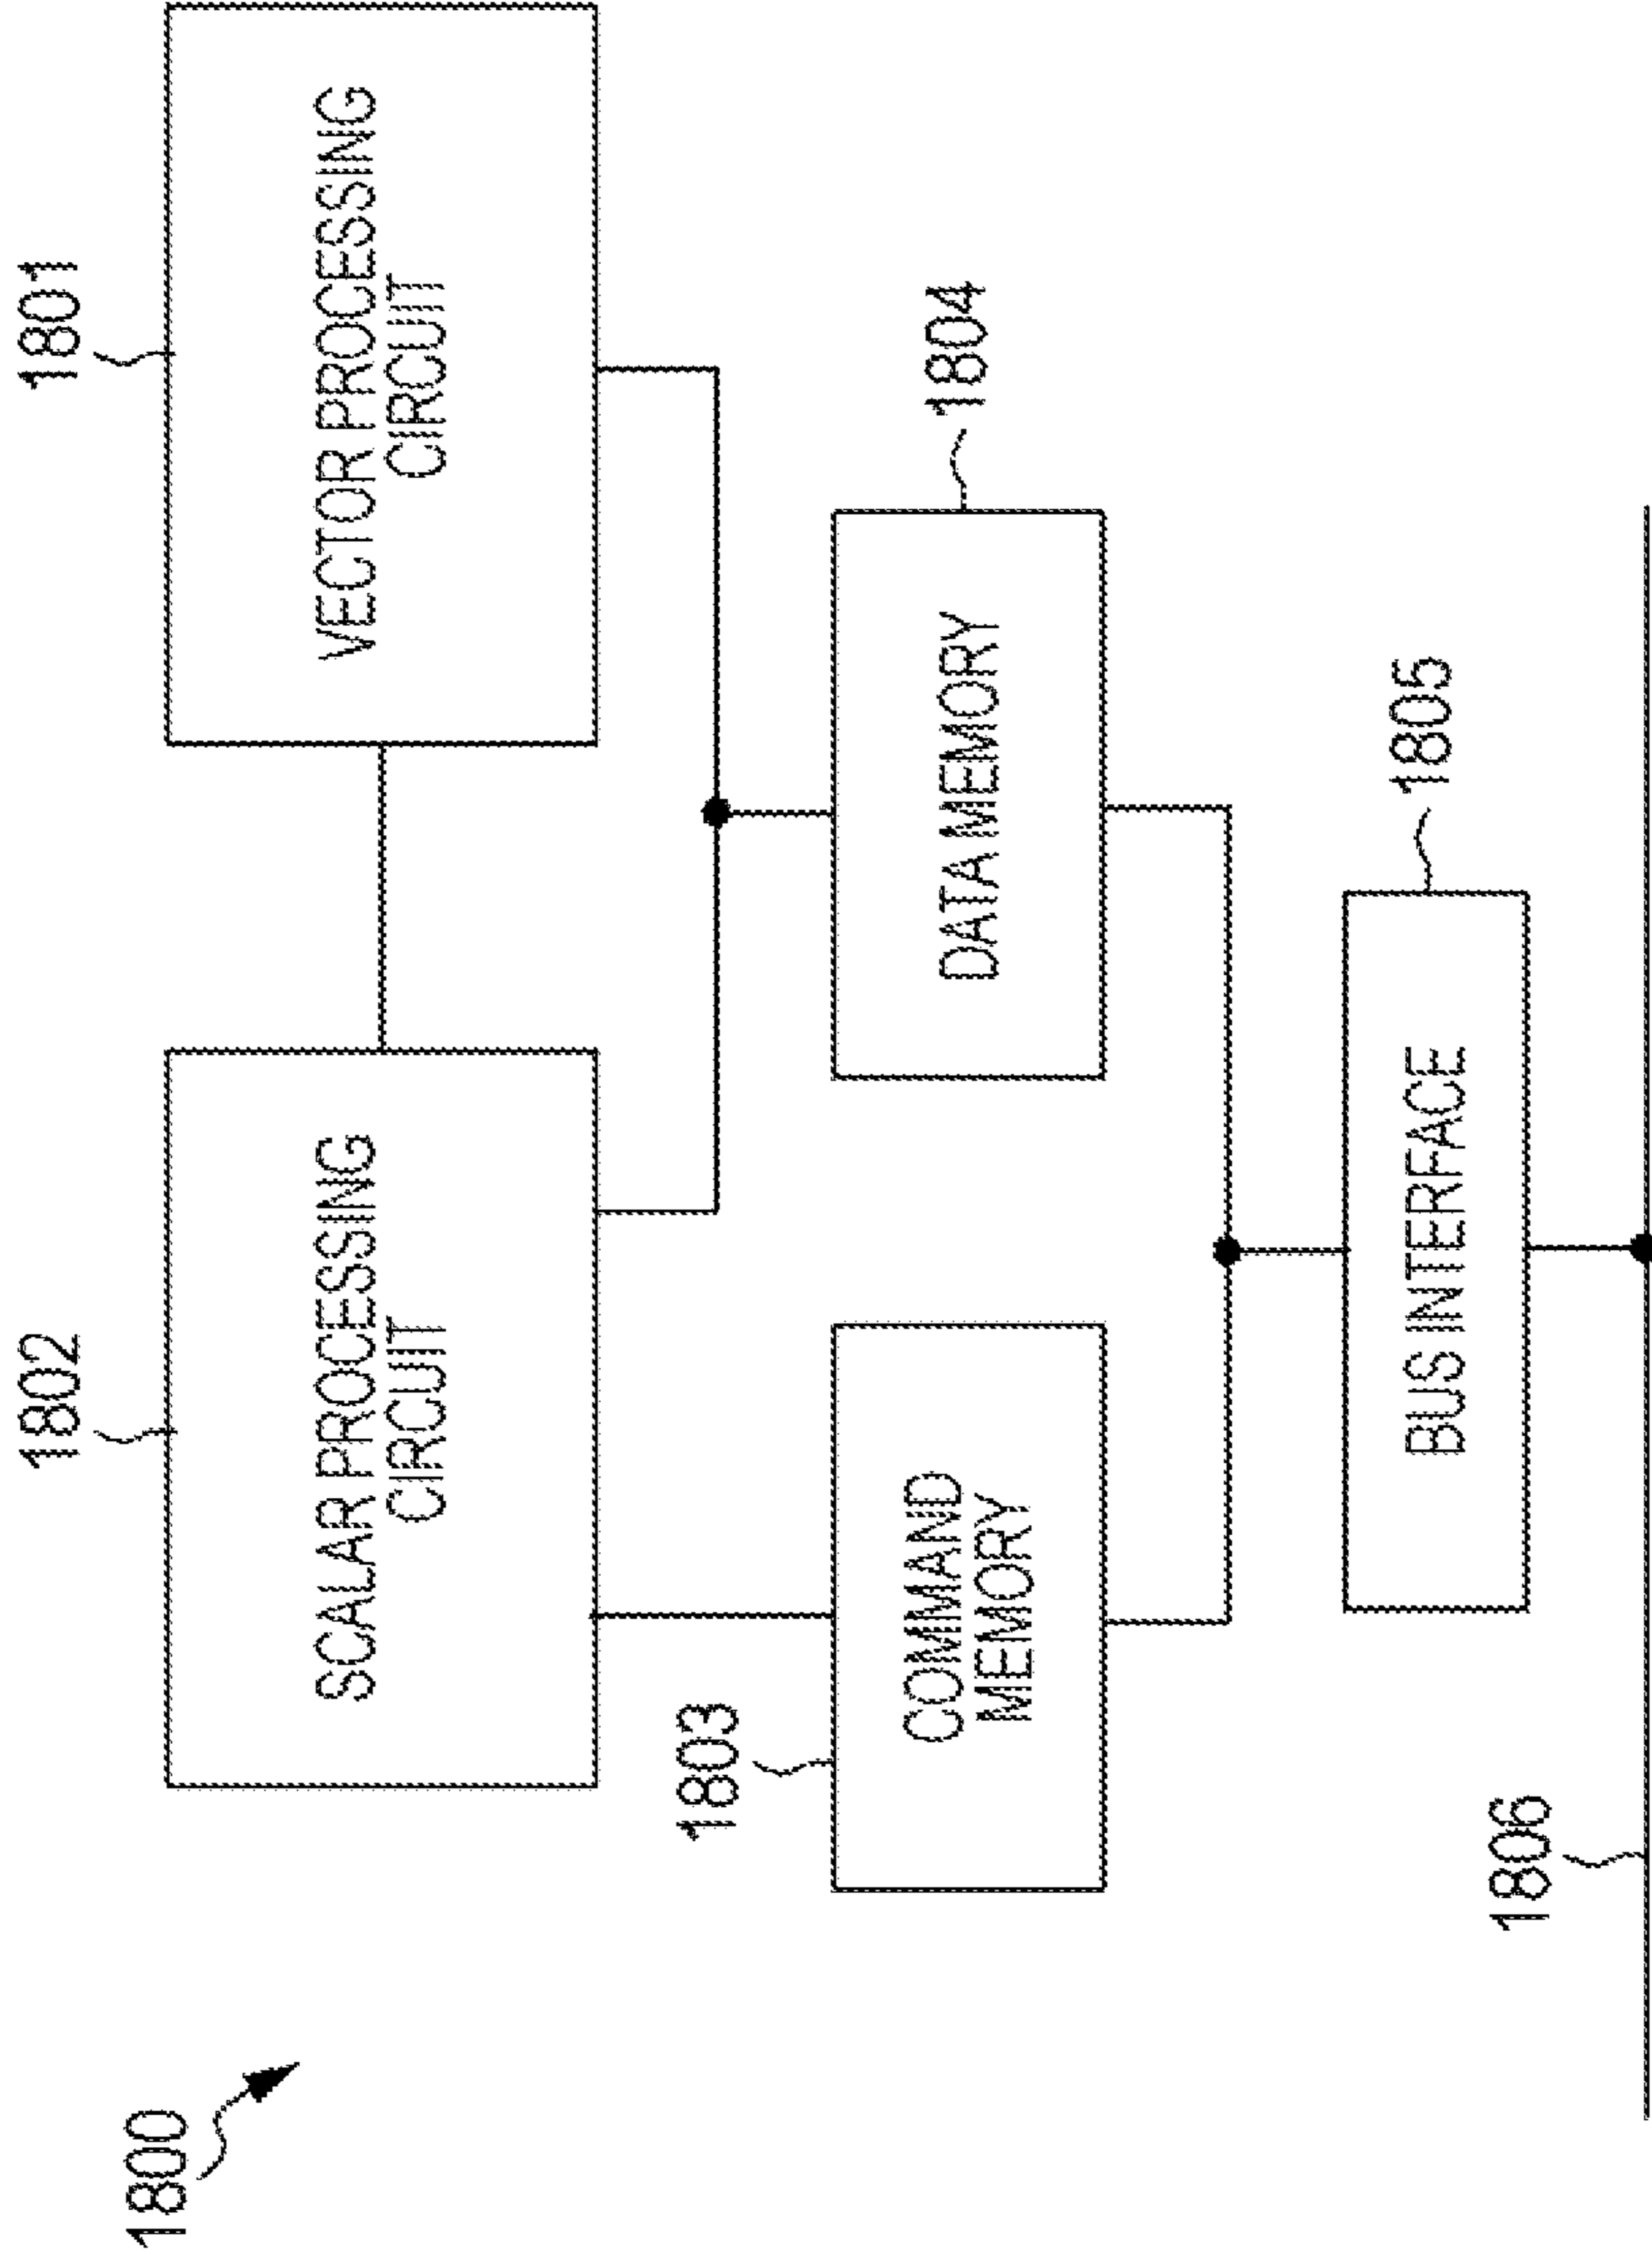 1800
1802
SCALAR PROCESSING
CIRCUIT
1801
VECTOR PROCESSING
CIRCUIT
1803
COMMAND
MEMORY
DATA MEMORY
1804
BUS INTERFACE
1805
1806